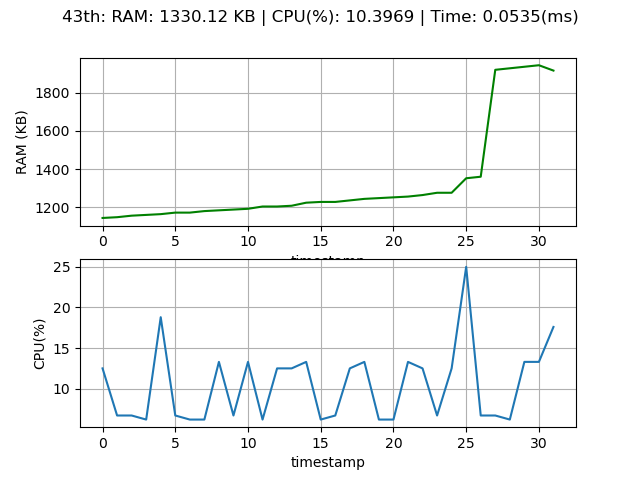 43th: RAM: 1330.12 KB | CPU(%): 10.3969 | Time: 0.0535(ms)
RAM (KB)
1800
1600
1400
1200
0 5 10 15 20 25 30
timestamp
CPU(%)
25
20
15
10
0 5 10 15 20 25 30
timestamp